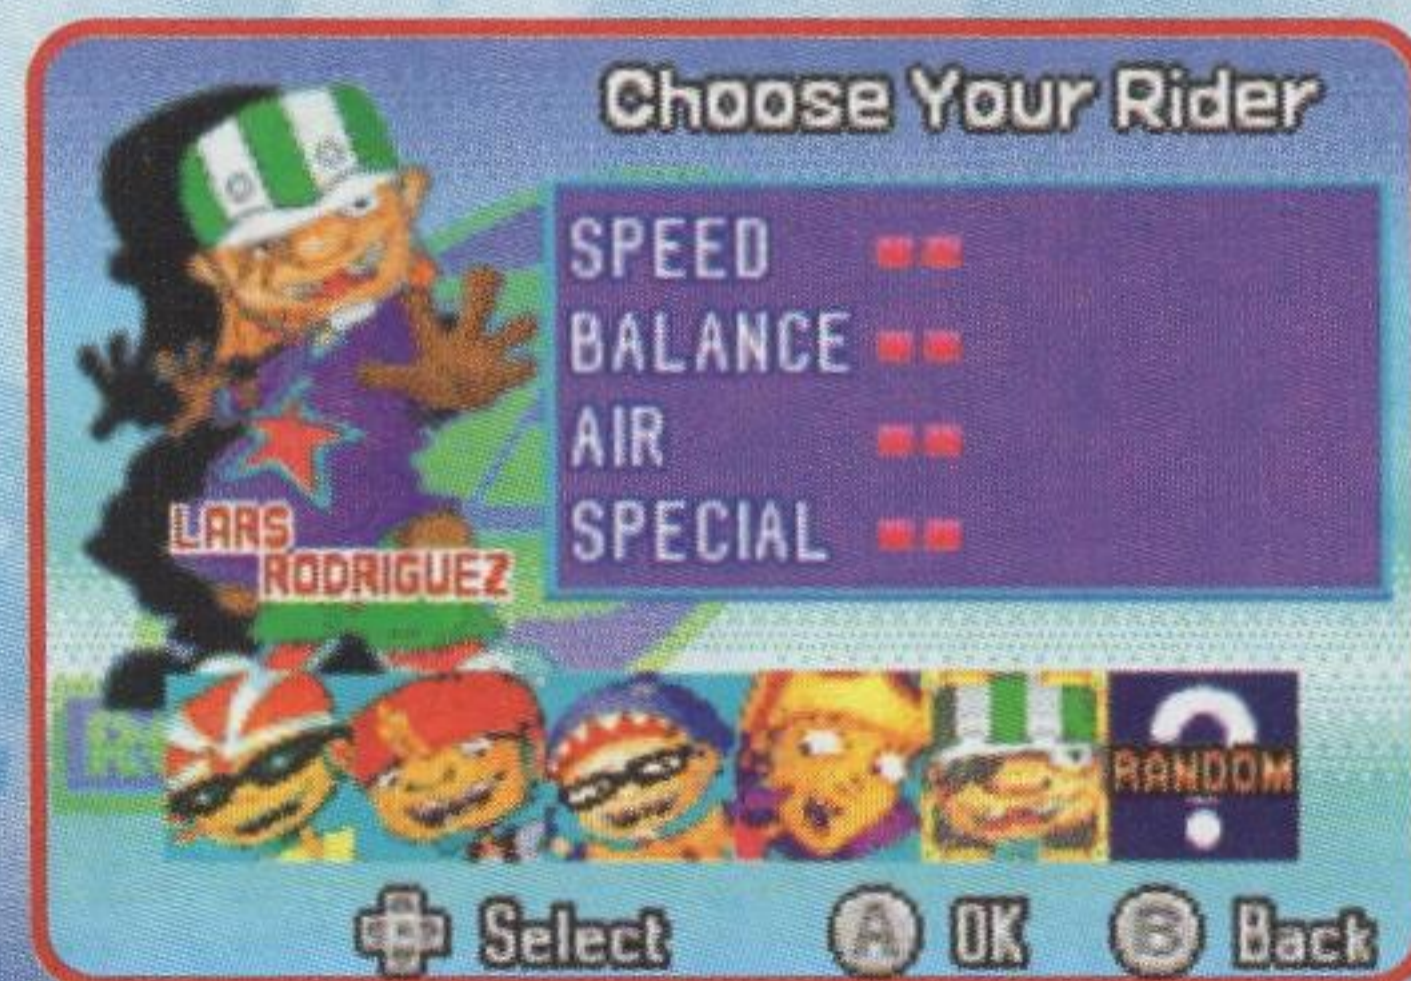 Choose Your Rider
SPEED
BALANCE
AIR
SPECIAL
LARS
RODRIGUEZ
RANDOM
Select
A OK
B Back